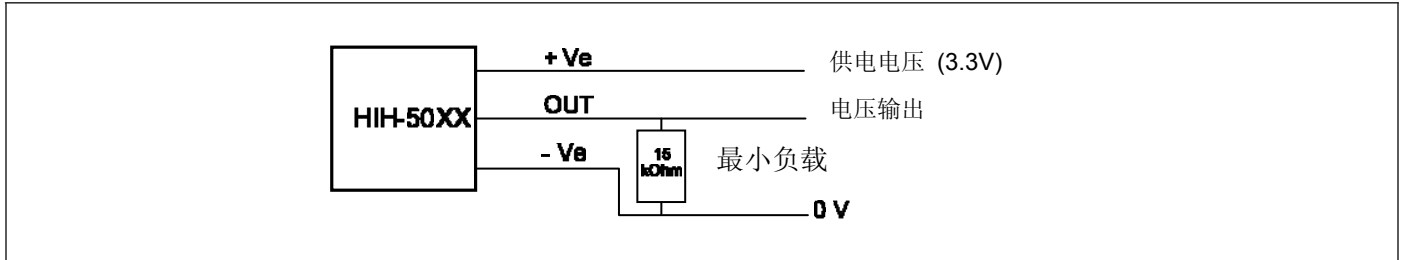 + Ve
供电电压 (3.3V)
HIH-50XX
OUT
电压输出
- Ve
15
kOhm
最小负载
0 V